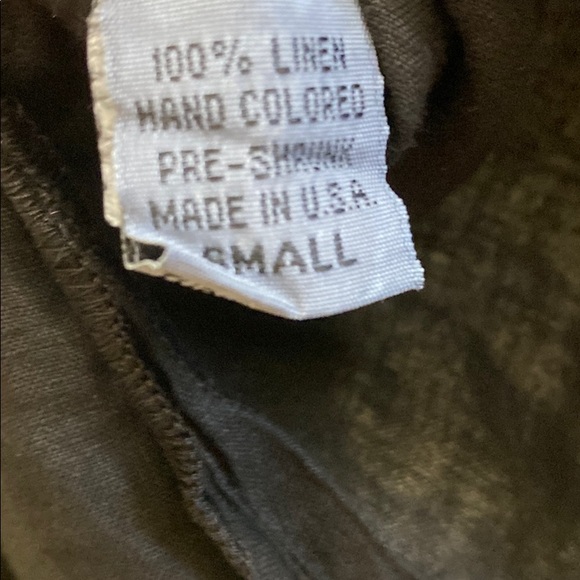 100% LINEN
HAND COLORED
PRE-SHRUNK
MADE IN U.S.A.
SMALL